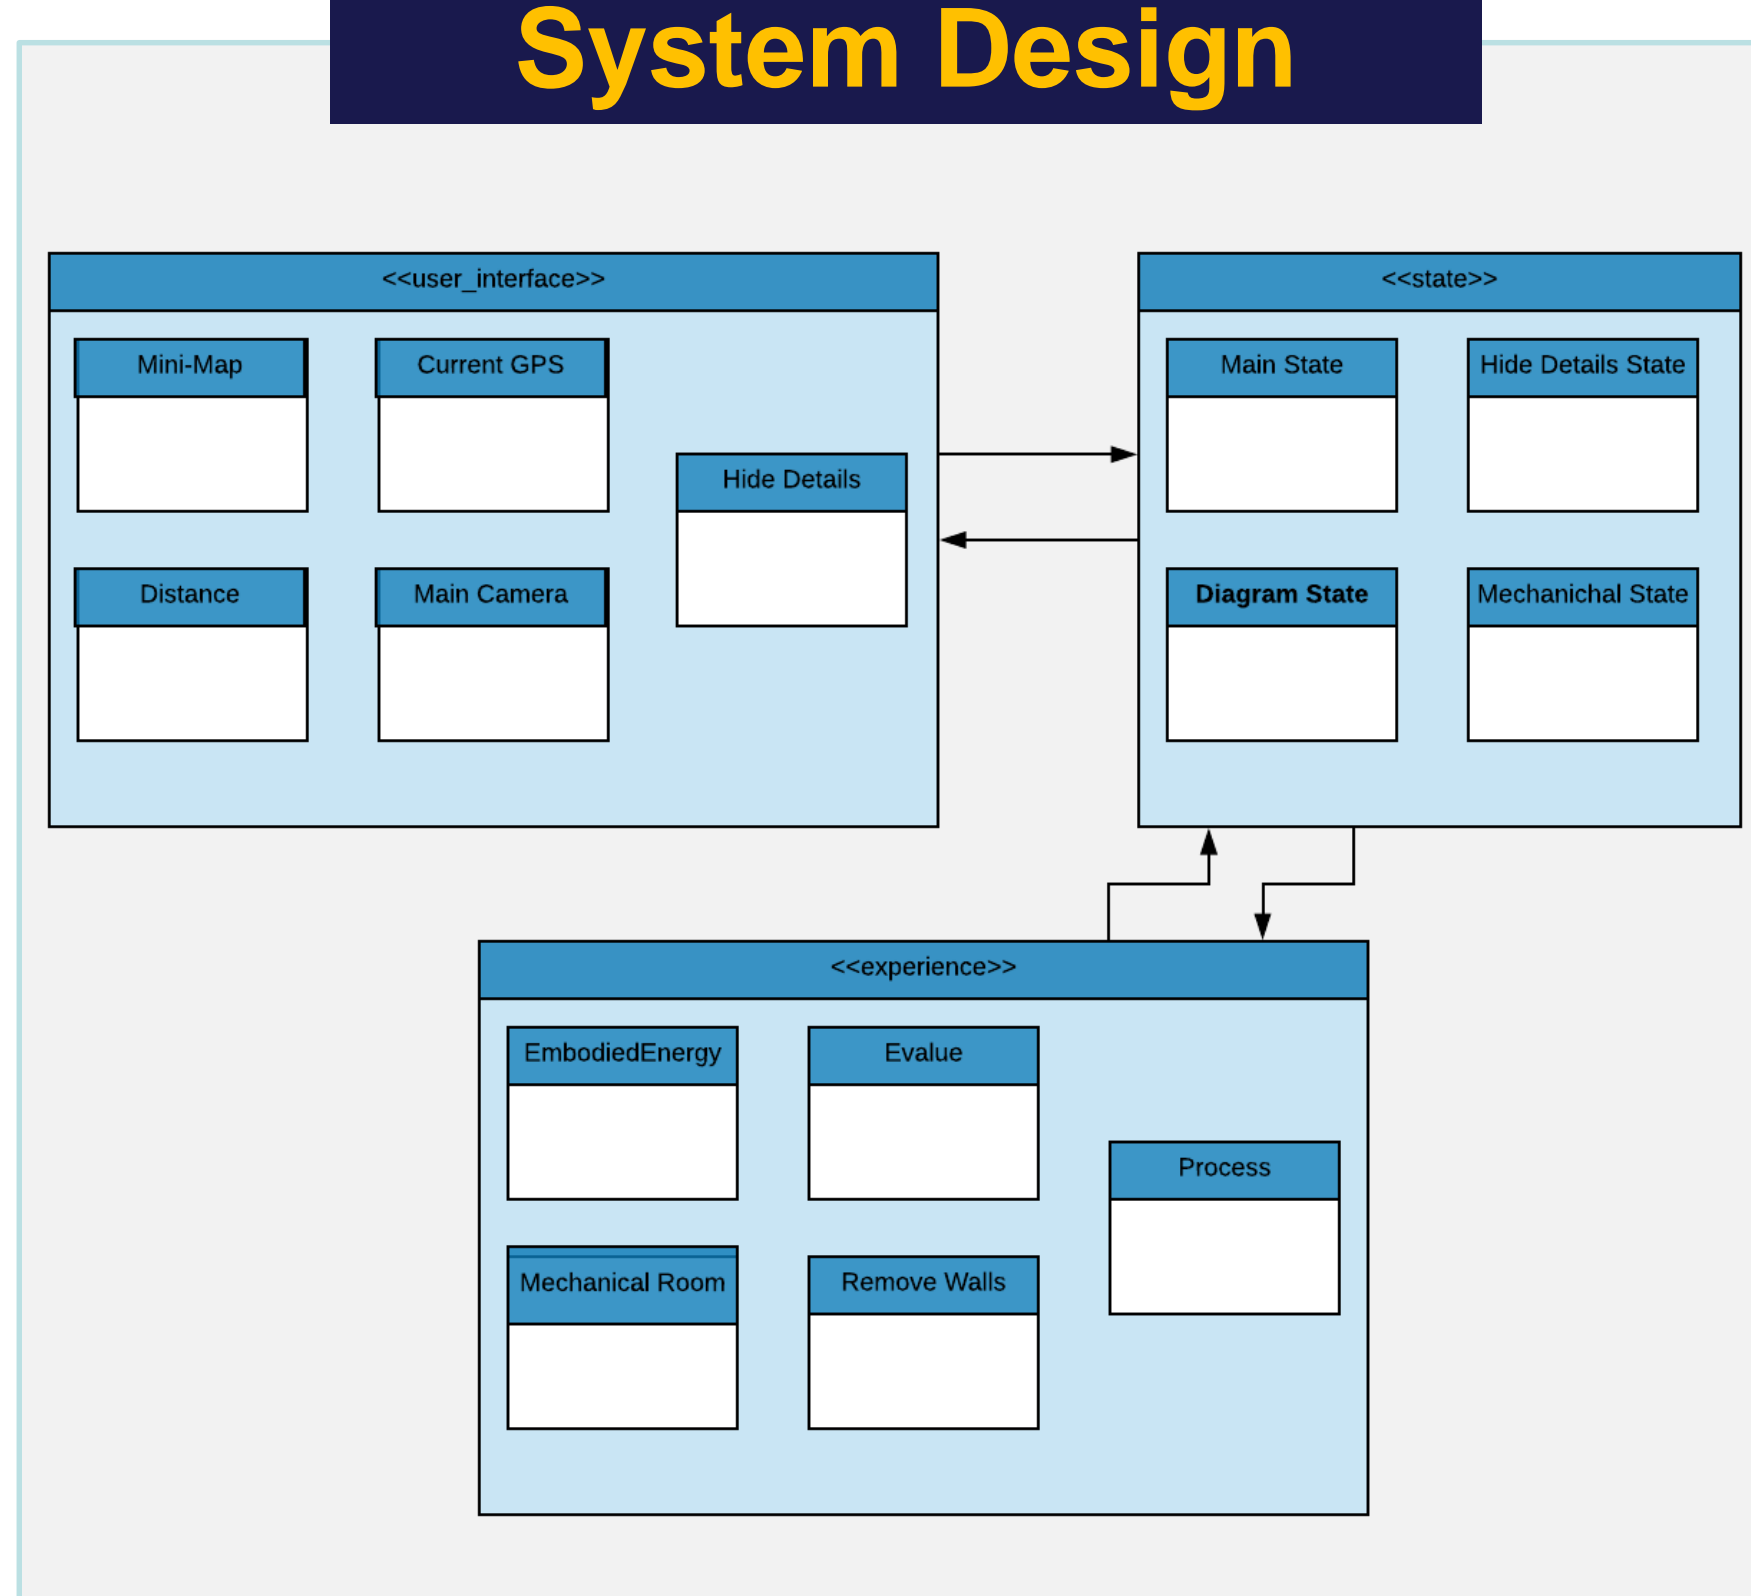 System Design
<<user_interface>>
Mini-Map
Current GPS
Hide Details
Distance
Main Camera
<<state>>
Main State
Hide Details State
Diagram State
Mechanichal State
<<experience>>
EmbodiedEnergy
Evalue
Process
Mechanical Room
Remove Walls